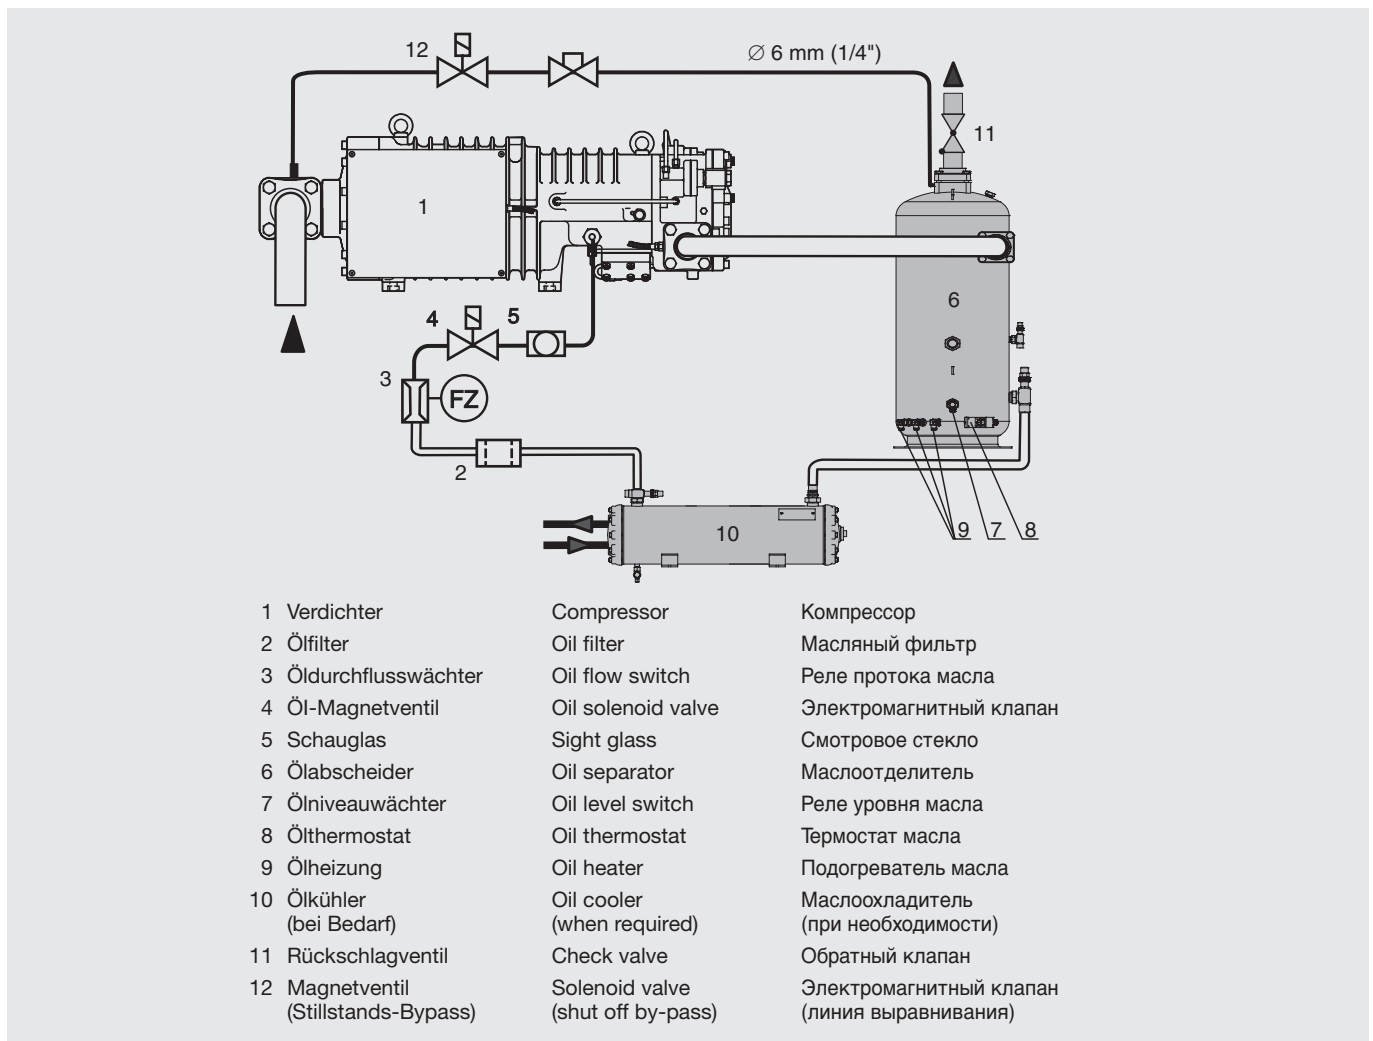 12
∅ 6 mm (1/4")
11
1
6
4
5
3
FZ
2
10
9
7
8
1 Verdichter Compressor Компрессор
2 Ölfilter Oil filter Масляный фильтр
3 Öldurchflusswächter Oil flow switch Реле протока масла
4 Öl-Magnetventil Oil solenoid valve Электромагнитный клапан
5 Schauglas Sight glass Смотровое стекло
6 Ölabscheider Oil separator Маслоотделитель
7 Ölniveauwächter Oil level switch Реле уровня масла
8 Ölthermostat Oil thermostat Термостат масла
9 Ölheizung Oil heater Подогреватель масла
10 Ölkühler Oil cooler Маслоохладитель
(bei Bedarf) (when required) (при необходимости)
11 Rückschlagventil Check valve Обратный клапан
12 Magnetventil Solenoid valve Электромагнитный клапан
(Stillstands-Bypass) (shut off by-pass) (линия выравнивания)